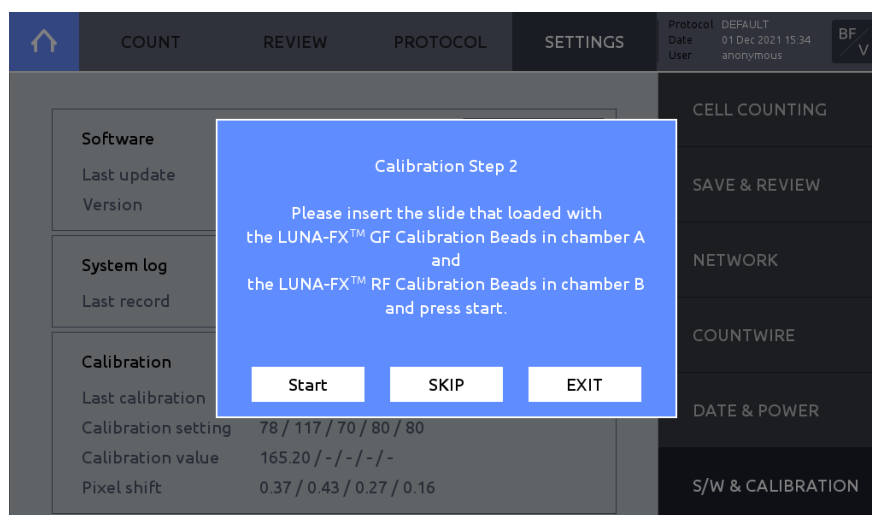 COUNT
REVIEW
PROTOCOL
SETTINGS
Protocol DEFAULT
Date 01 Dec 2021 15:34
User anonymous
BF/V
Software
Last update
Version
System log
Last record
Calibration
Last calibration
Calibration setting 78 / 117 / 70 / 80 / 80
Calibration value 165.20 / - / - / - / -
Pixel shift 0.37 / 0.43 / 0.27 / 0.16
Calibration Step 2
Please insert the slide that loaded with
the LUNA-FX™ GF Calibration Beads in chamber A
and
the LUNA-FX™ RF Calibration Beads in chamber B
and press start.
Start
SKIP
EXIT
CELL COUNTING
SAVE & REVIEW
NETWORK
COUNTWIRE
DATE & POWER
S/W & CALIBRATION